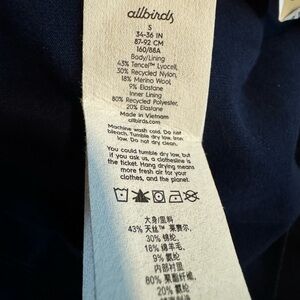 allbirds
S
34-36 IN
87-92 CM
160/88A
Body/Lining
43% Tencel™ Lyocell,
30% Recycled Nylon,
18% Merino Wool,
9% Elastane
Inner Lining
80% Recycled Polyester,
20% Elastane
Made in Vietnam
allbirds.com
Machine wash cold. Do not
bleach. Tumble dry low. Iron
low. Do not dry clean.
You could tumble dry low, but
if you ask us, a clothesline is
the ticket. Hang drying means
more fresh air for your
clothes, and the planet.
大身/里料
43% 天丝™ 莱赛尔,
30% 锦纶,
18% 绵羊毛,
9% 氨纶
内部衬里
80% 聚酯纤维,
20% 氨纶